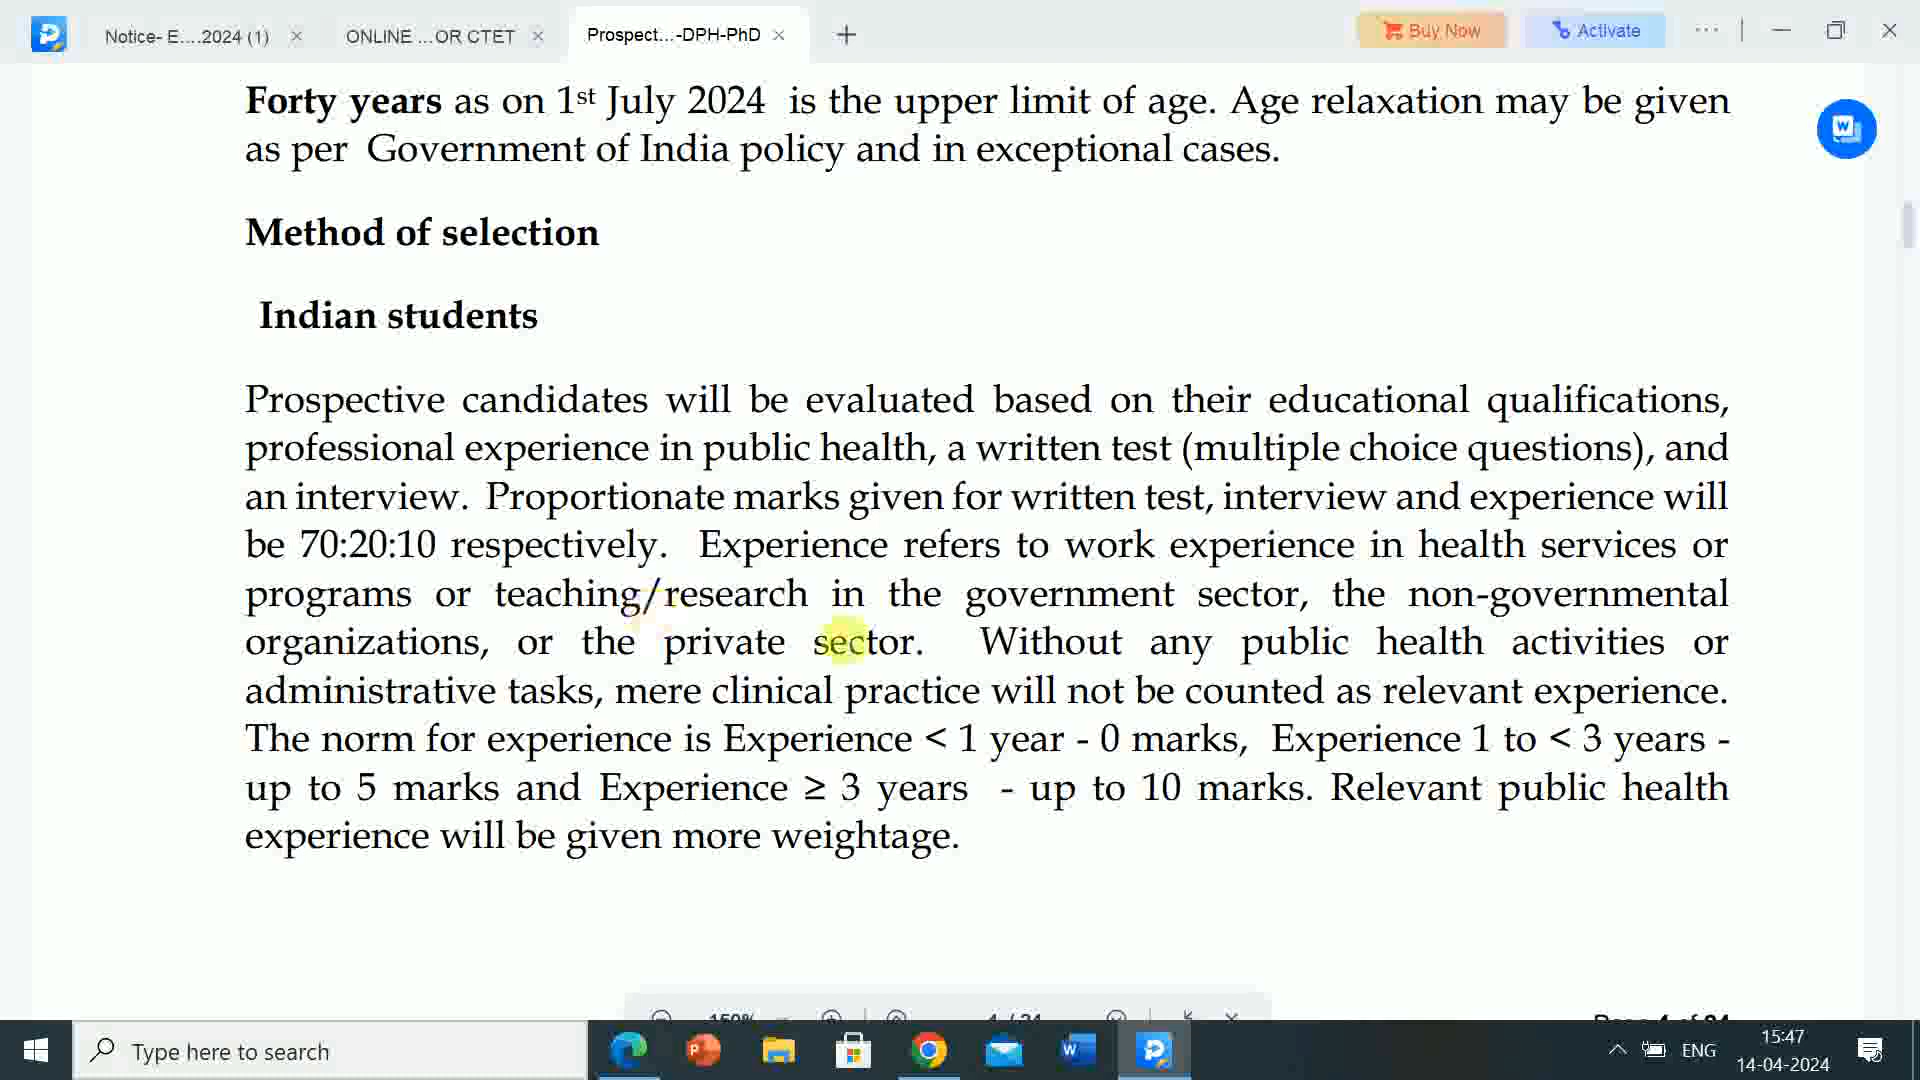 Notice- E....2024 (1)
ONLINE ...OR CTET
Prospect...-DPH-PhD
Buy Now
Activate
Forty years as on 1st July 2024 is the upper limit of age. Age relaxation may be given
as per Government of India policy and in exceptional cases.
Method of selection
Indian students
Prospective candidates will be evaluated based on their educational qualifications,
professional experience in public health, a written test (multiple choice questions), and
an interview. Proportionate marks given for written test, interview and experience will
be 70:20:10 respectively. Experience refers to work experience in health services or
programs or teaching/research in the government sector, the non-governmental
organizations, or the private sector. Without any public health activities or
administrative tasks, mere clinical practice will not be counted as relevant experience.
The norm for experience is Experience < 1 year - 0 marks, Experience 1 to < 3 years -
up to 5 marks and Experience ≥ 3 years - up to 10 marks. Relevant public health
experience will be given more weightage.
150%
4 / 24
Page 4 of 24
Type here to search
ENG
15:47
14-04-2024